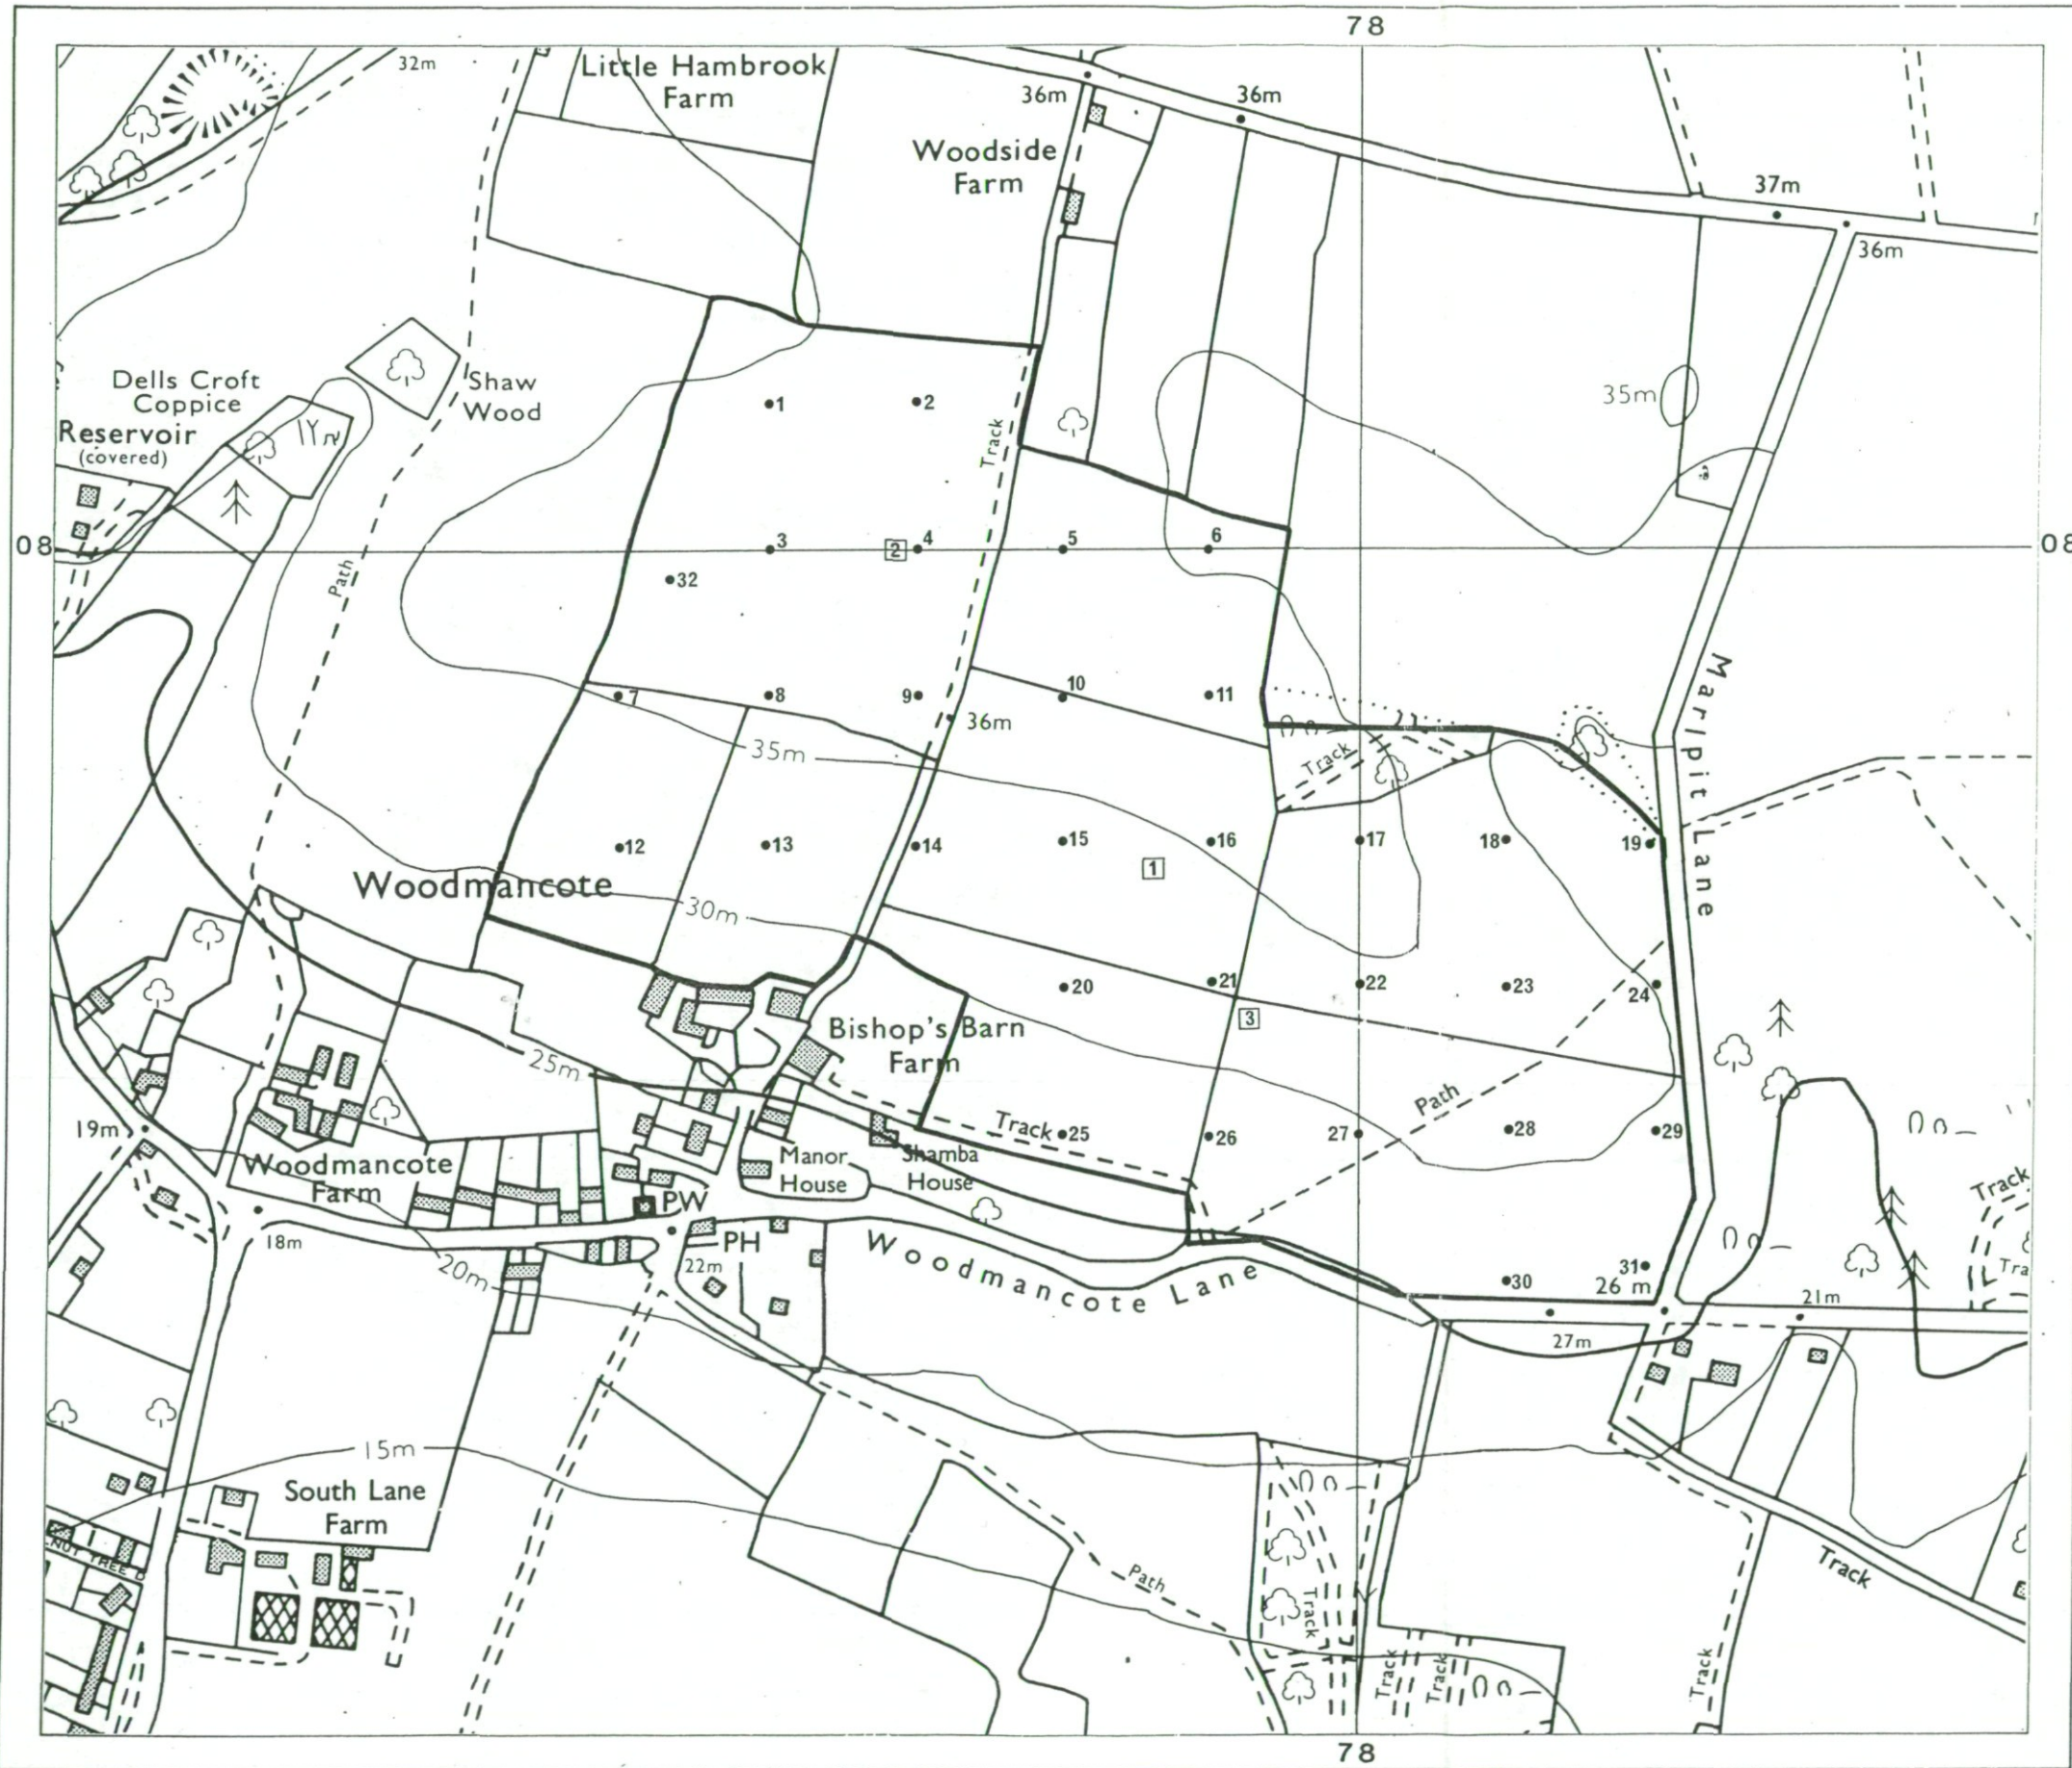 78
32m
Little Hambrook
Farm
36m
36m
Woodside
Farm
37m
36m
Dells Croft
Coppice
Reservoir
(covered)
Shaw
Wood
1
2
Track
35m
08
3
2
4
5
6
08
32
Path
7
8
9
10
11
36m
35m
Track
Marlpit Lane
12
13
14
15
16
17
18
19
1
Woodmancote
30m
20
21
22
23
24
3
Bishop's Barn
Farm
25m
Path
Track
25
26
27
28
29
19m
Woodmancote
Farm
Manor
House
Shamba
House
PW
PH
18m
22m
20m
Woodmancote Lane
30
31
26 m
27m
21m
Track
Tra
15m
South Lane
Farm
NUT TREE D
Path
Track
Track
Track
Track
Track
78